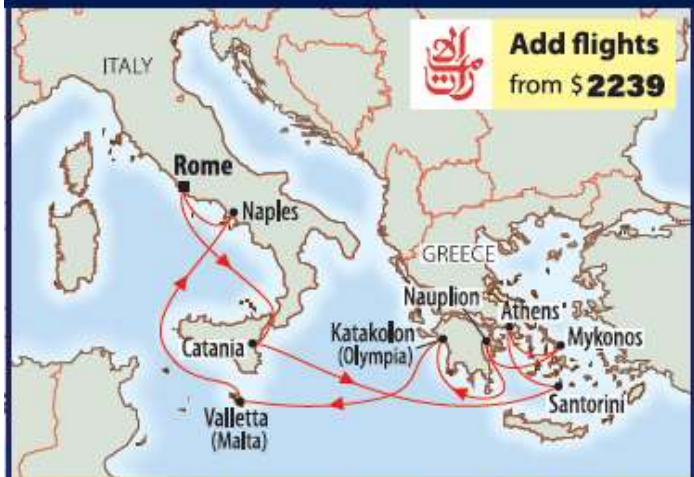 ITALY
Add flights
from $2239
Rome
Naples
GREECE
Nauplion
Athens
Mykonos
Katakolon
(Olympia)
Catania
Santorini
Valletta
(Malta)